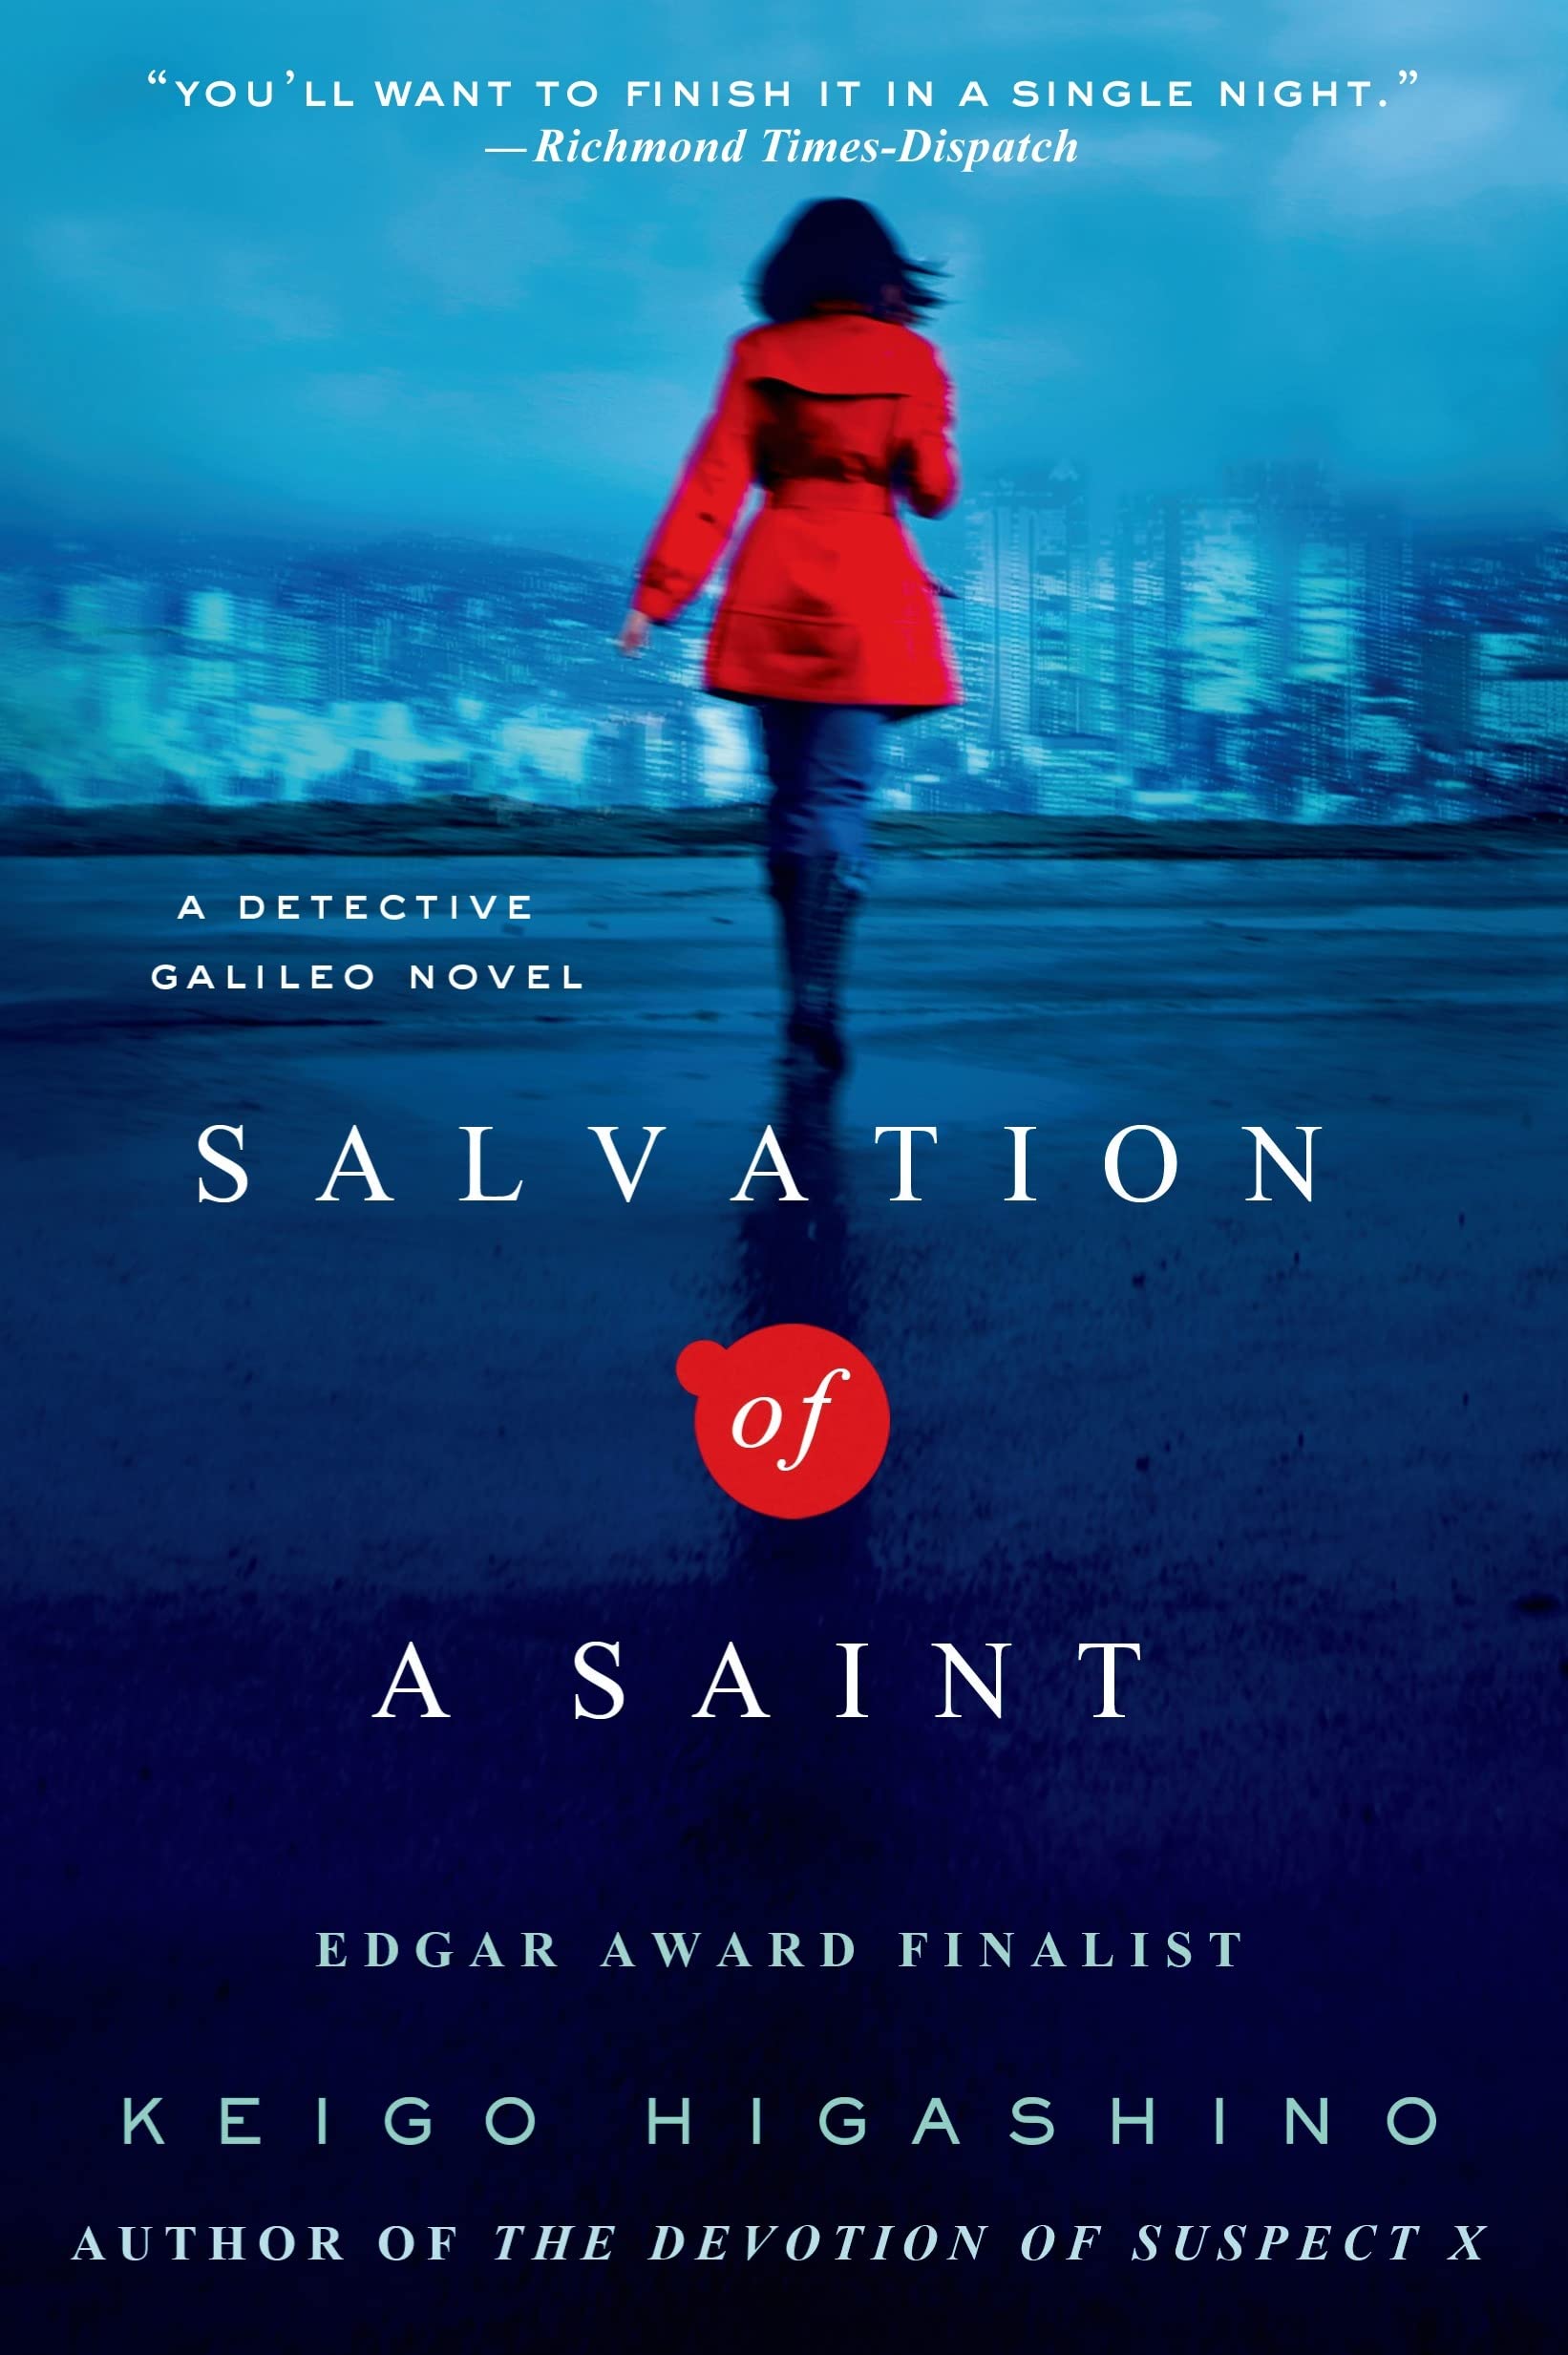 “YOU’LL WANT TO FINISH IT IN A SINGLE NIGHT.”
—Richmond Times-Dispatch
A DETECTIVE
GALILEO NOVEL
SALVATION
of
A SAINT
EDGAR AWARD FINALIST
KEIGO HIGASHINO
AUTHOR OF THE DEVOTION OF SUSPECT X